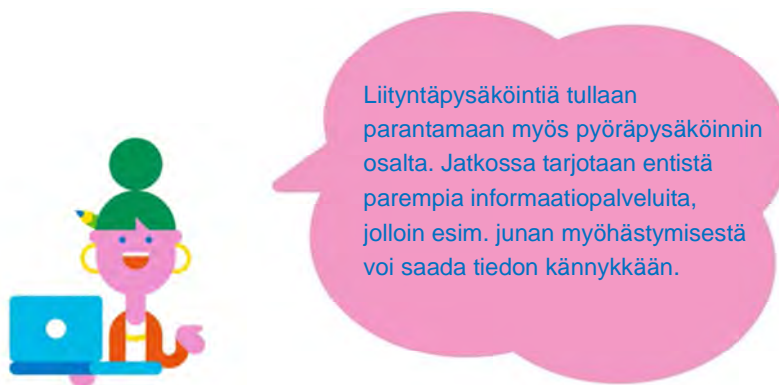 Liityntäpysäköintiä tullaan
parantamaan myös pyöräpysäköinnin
osalta. Jatkossa tarjotaan entistä
parempia informaatiopalveluita,
jolloin esim. junan myöhästymisestä
voi saada tiedon kännykkään.